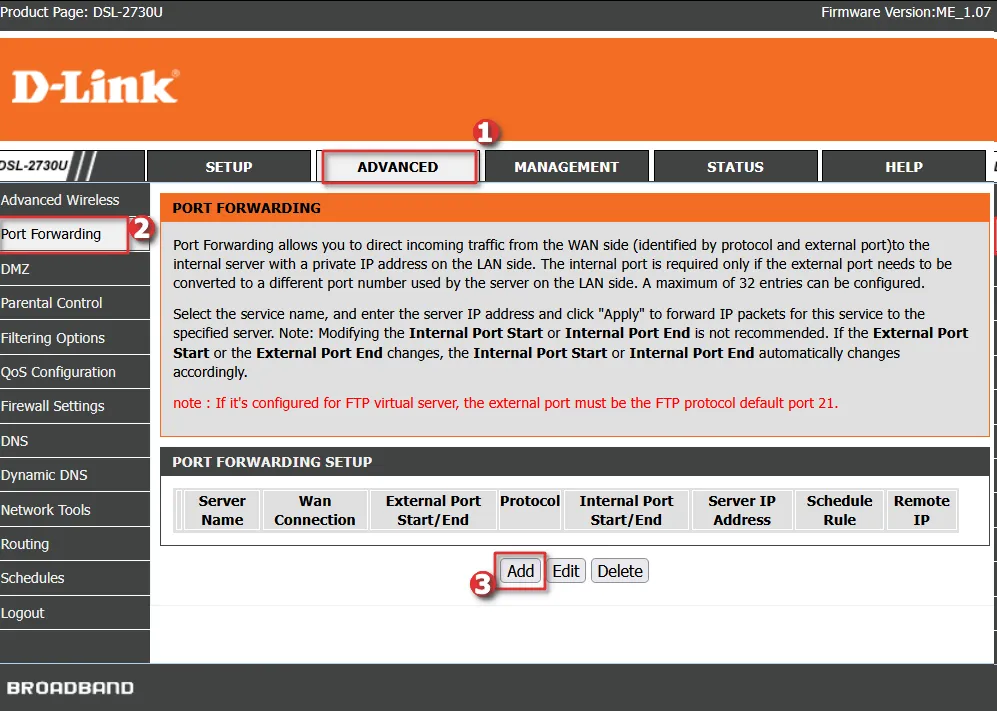 Product Page: DSL-2730U
Firmware Version:ME_1.07
D-Link®
DSL-2730U
SETUP
ADVANCED
MANAGEMENT
STATUS
HELP
1
Advanced Wireless
Port Forwarding
2
DMZ
Parental Control
Filtering Options
QoS Configuration
Firewall Settings
DNS
Dynamic DNS
Network Tools
Routing
Schedules
Logout
PORT FORWARDING
Port Forwarding allows you to direct incoming traffic from the WAN side (identified by protocol and external port)to the
internal server with a private IP address on the LAN side. The internal port is required only if the external port needs to be
converted to a different port number used by the server on the LAN side. A maximum of 32 entries can be configured.
Select the service name, and enter the server IP address and click "Apply" to forward IP packets for this service to the
specified server. Note: Modifying the Internal Port Start or Internal Port End is not recommended. If the External Port
Start or the External Port End changes, the Internal Port Start or Internal Port End automatically changes
accordingly.
note : If it's configured for FTP virtual server, the external port must be the FTP protocol default port 21.
PORT FORWARDING SETUP
Server Name
Wan Connection
External Port Start/End
Protocol
Internal Port Start/End
Server IP Address
Schedule Rule
Remote IP
3
Add
Edit
Delete
BROADBAND